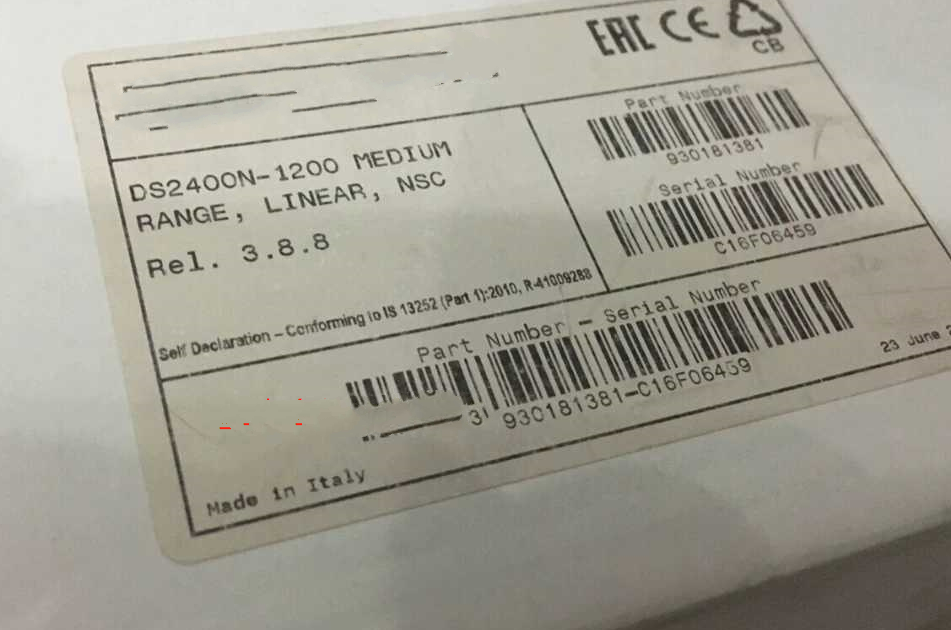 EAC CE
CB
DS2400N-1200 MEDIUM
RANGE, LINEAR, NSC
Rel. 3.8.8
Self Declaration – Conforming to IS 13252 (Part 1):2010, R-41009288
Part Number
930181381
Serial Number
C16F06459
Part Number - Serial Number
930181381-C16F06459
23 June
Made in Italy